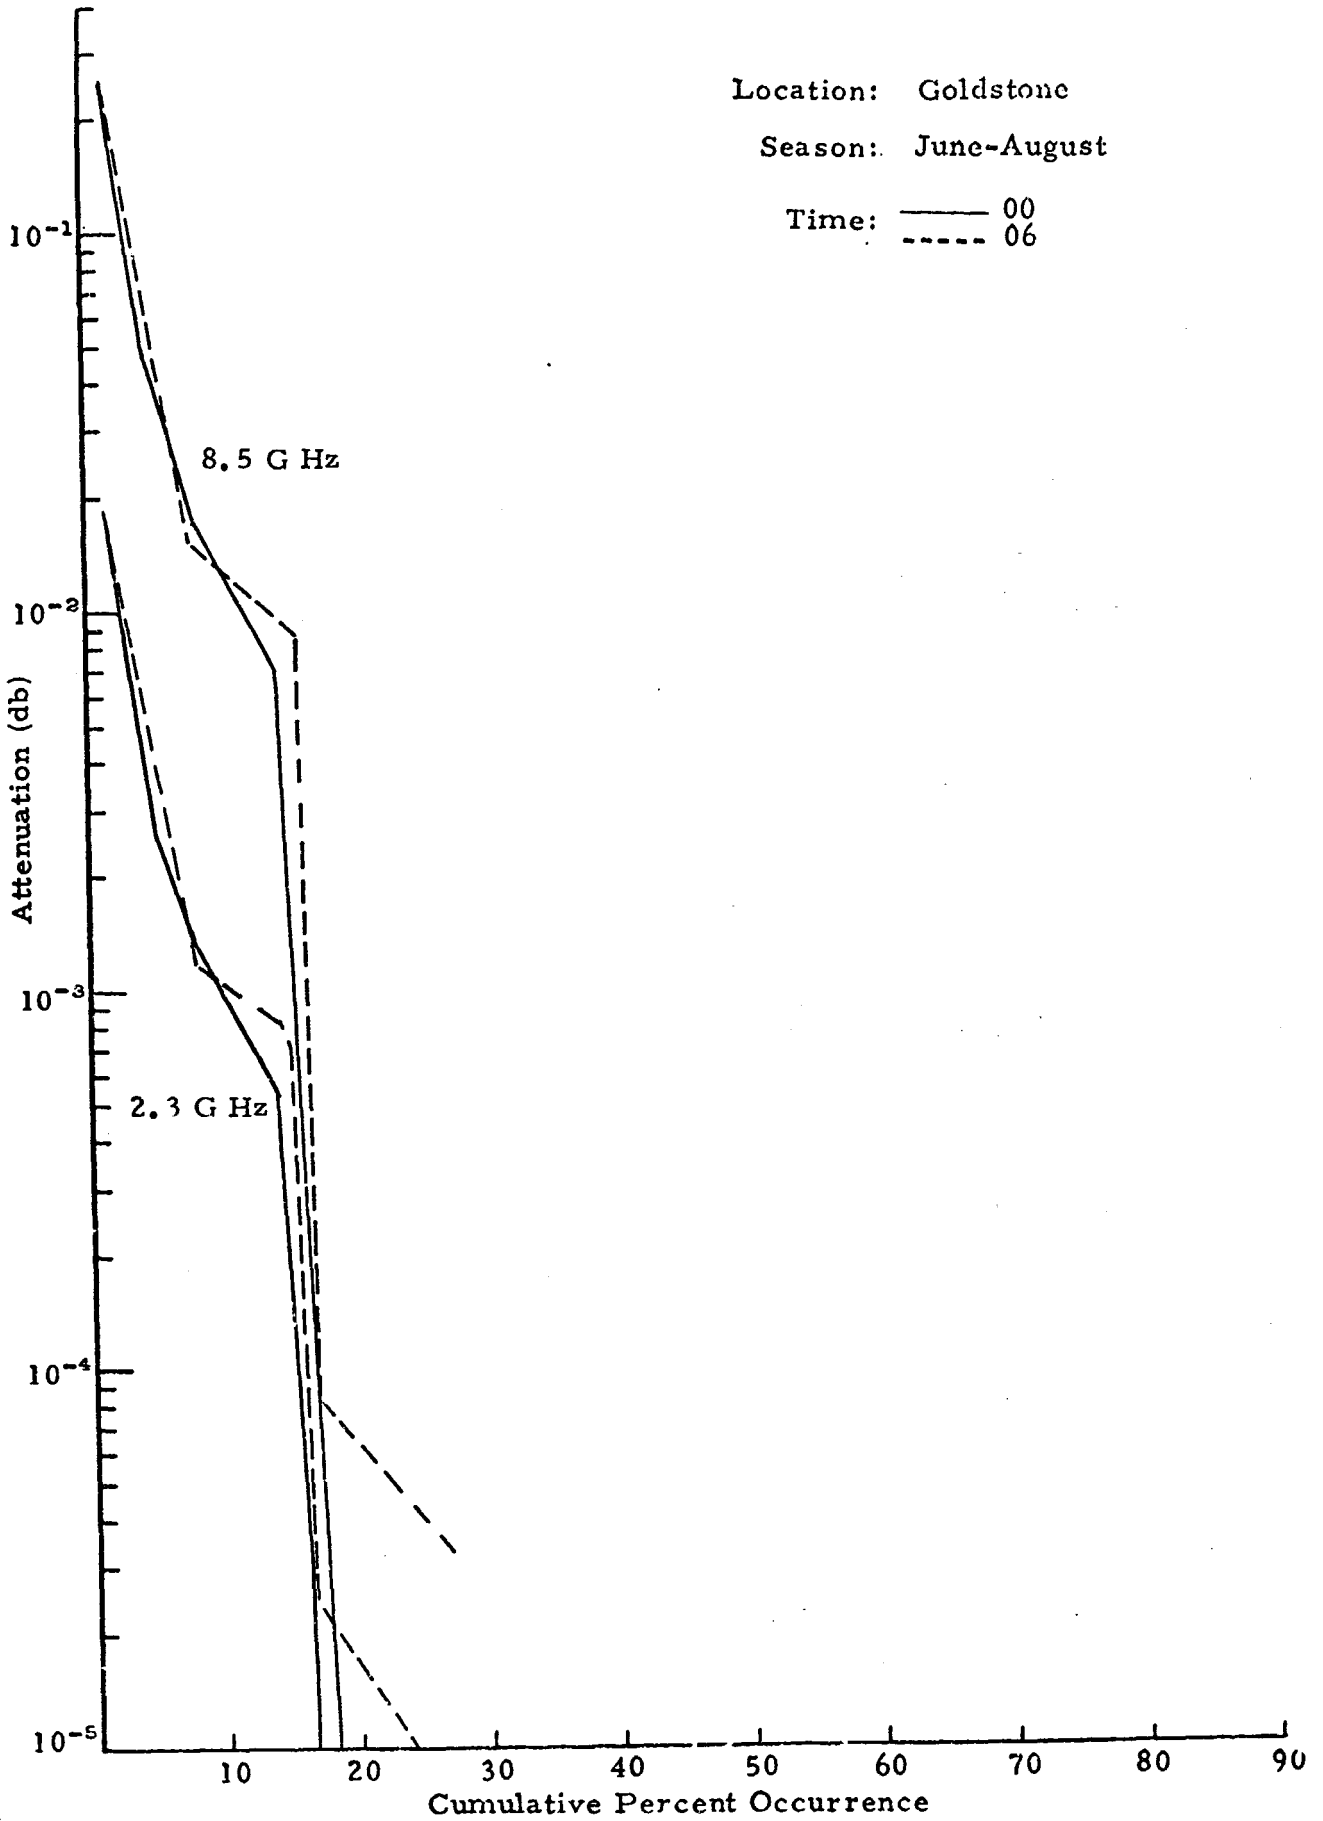 Location: Goldstone
Season: June-August
Time: 00
06
10-1
8.5 G Hz
10-2
Attenuation (db)
10-3
2.3 G Hz
10-4
10-5
10 20 30 40 50 60 70 80 90
Cumulative Percent Occurrence